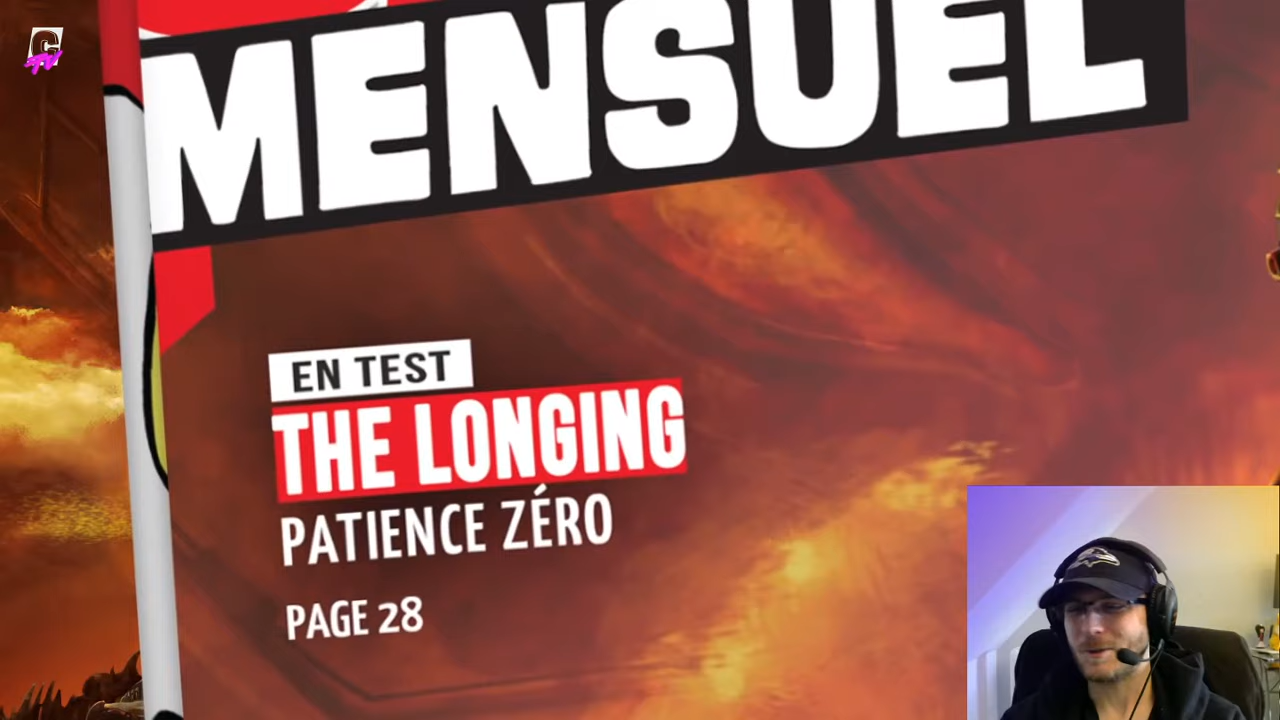 MENSUEL
EN TEST
THE LONGING
PATIENCE ZÉRO
PAGE 28